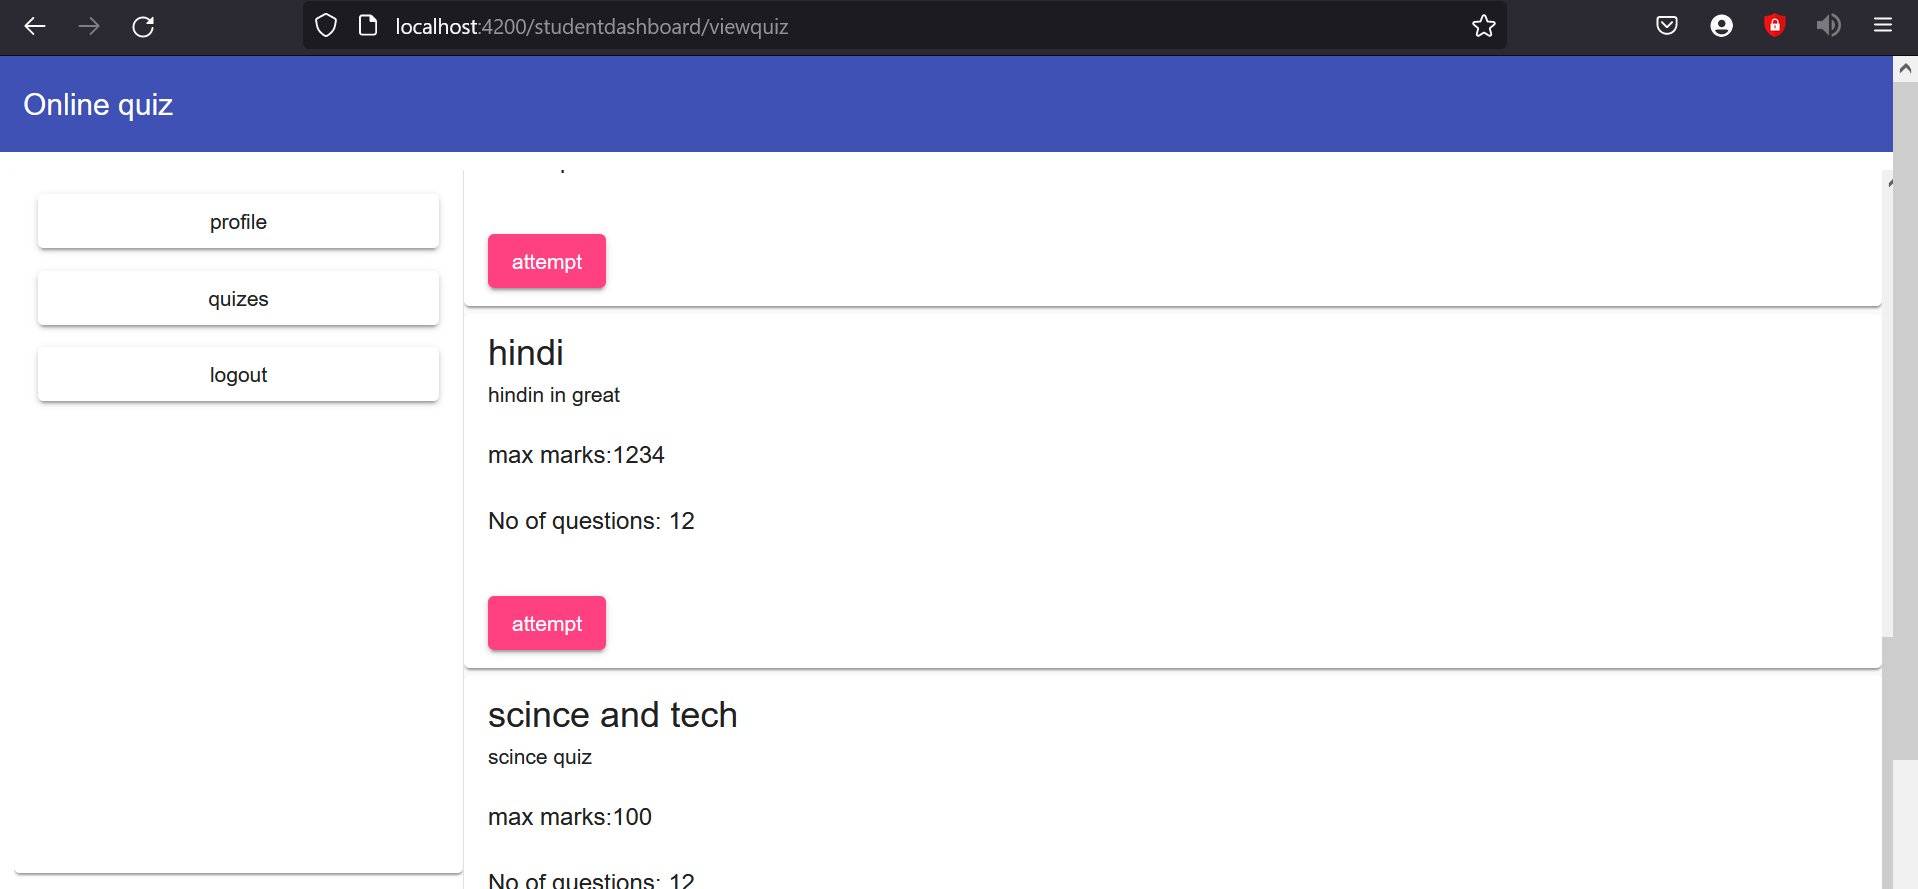 localhost:4200/studentdashboard/viewquiz
Online quiz
profile
quizes
logout
attempt
hindi
hindin in great
max marks:1234
No of questions: 12
attempt
scince and tech
scince quiz
max marks:100
No of questions: 12